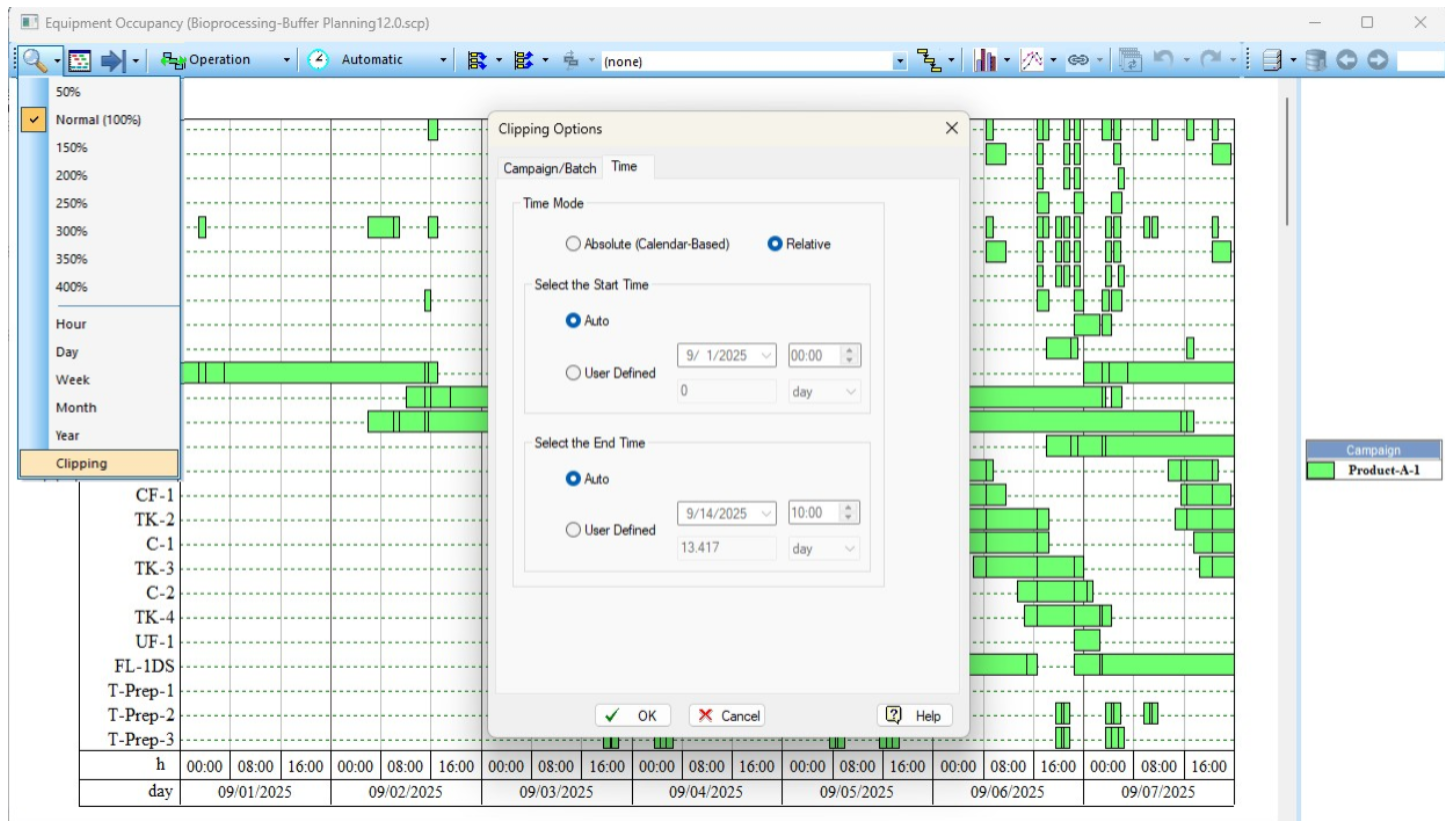 Equipment Occupancy (Bioprocessing-Buffer Planning12.0.scp)
Operation Automatic (none)
50%
Normal (100%)
150%
200%
250%
300%
350%
400%
Hour
Day
Week
Month
Year
Clipping
Clipping Options
Campaign/Batch Time
Time Mode
Absolute (Calendar-Based) Relative
Select the Start Time
Auto
9/ 1/2025 00:00
User Defined
0 day
Select the End Time
Auto
9/14/2025 10:00
User Defined
13.417 day
OK Cancel Help
CF-1
TK-2
C-1
TK-3
C-2
TK-4
UF-1
FL-1DS
T-Prep-1
T-Prep-2
T-Prep-3
h 00:00 08:00 16:00 00:00 08:00 16:00 00:00 08:00 16:00 00:00 08:00 16:00 00:00 08:00 16:00 00:00 08:00 16:00 00:00 08:00 16:00
day 09/01/2025 09/02/2025 09/03/2025 09/04/2025 09/05/2025 09/06/2025 09/07/2025
Campaign
Product-A-1